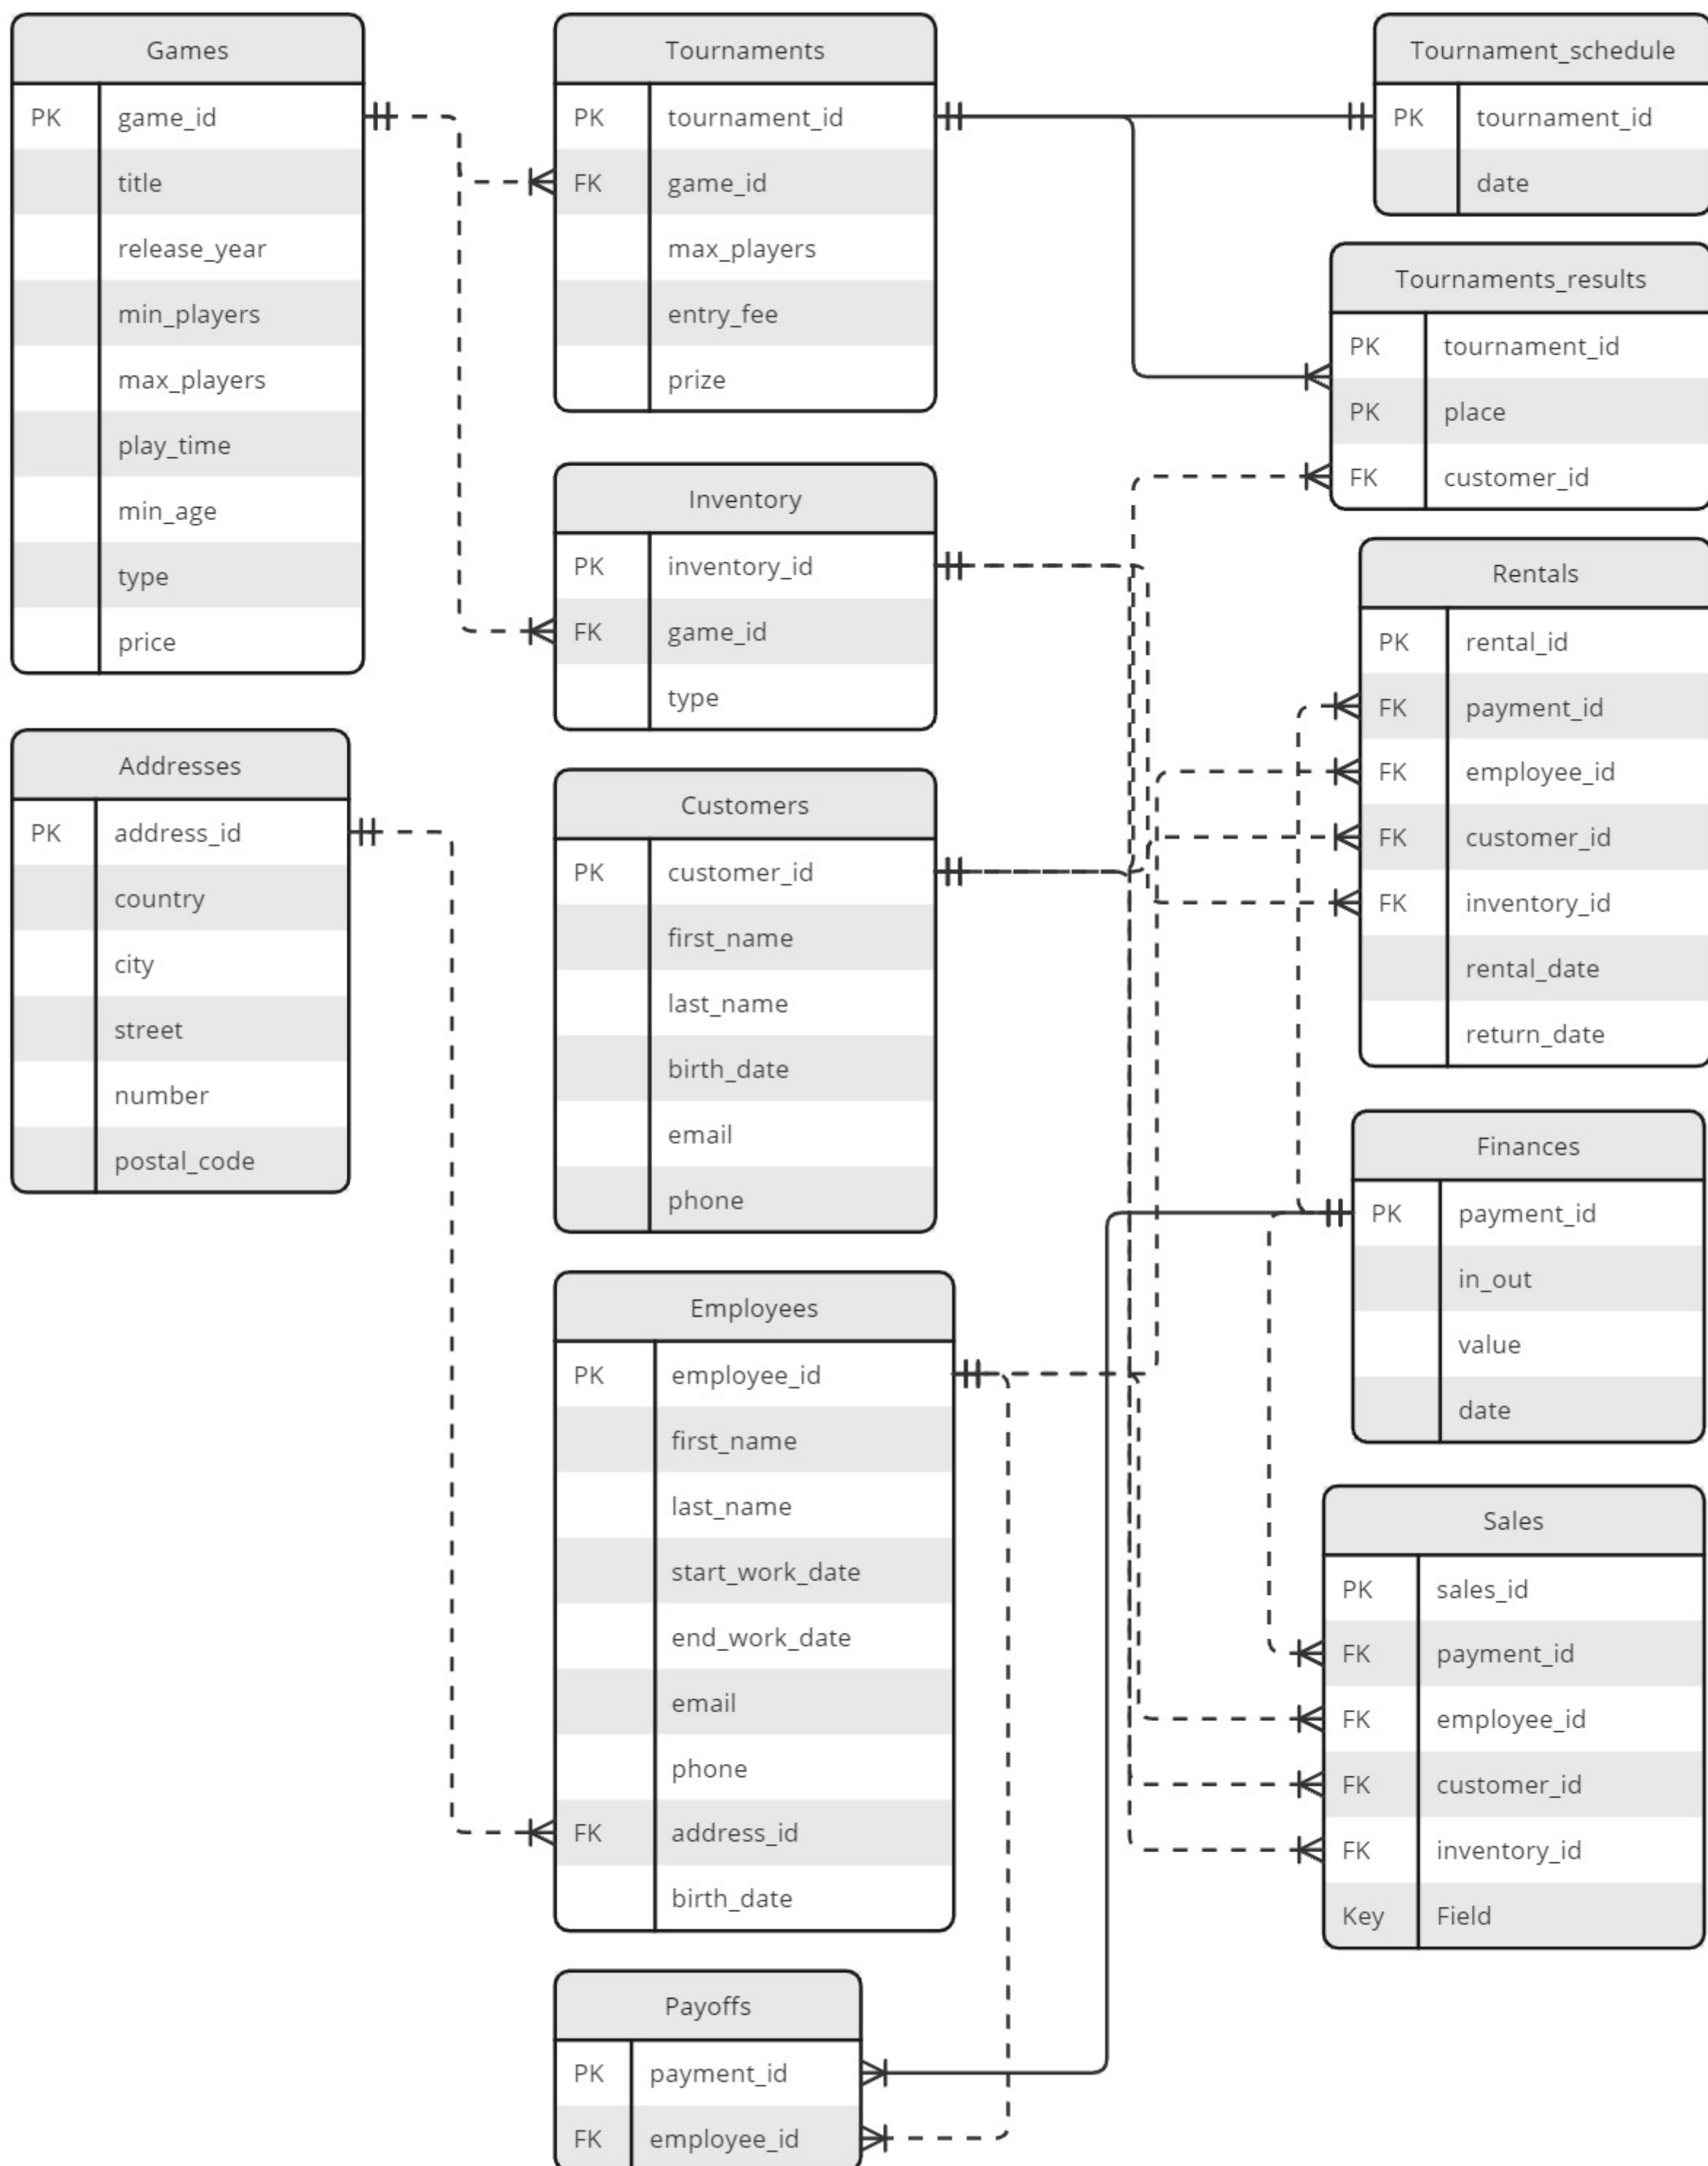 Games
PK game_id
title
release_year
min_players
max_players
play_time
min_age
type
price
Addresses
PK address_id
country
city
street
number
postal_code
Tournaments
PK tournament_id
FK game_id
max_players
entry_fee
prize
Inventory
PK inventory_id
FK game_id
type
Customers
PK customer_id
first_name
last_name
birth_date
email
phone
Employees
PK employee_id
first_name
last_name
start_work_date
end_work_date
email
phone
FK address_id
birth_date
Payoffs
PK payment_id
FK employee_id
Tournament_schedule
PK tournament_id
date
Tournaments_results
PK tournament_id
PK place
FK customer_id
Rentals
PK rental_id
FK payment_id
FK employee_id
FK customer_id
FK inventory_id
rental_date
return_date
Finances
PK payment_id
in_out
value
date
Sales
PK sales_id
FK payment_id
FK employee_id
FK customer_id
FK inventory_id
Key Field